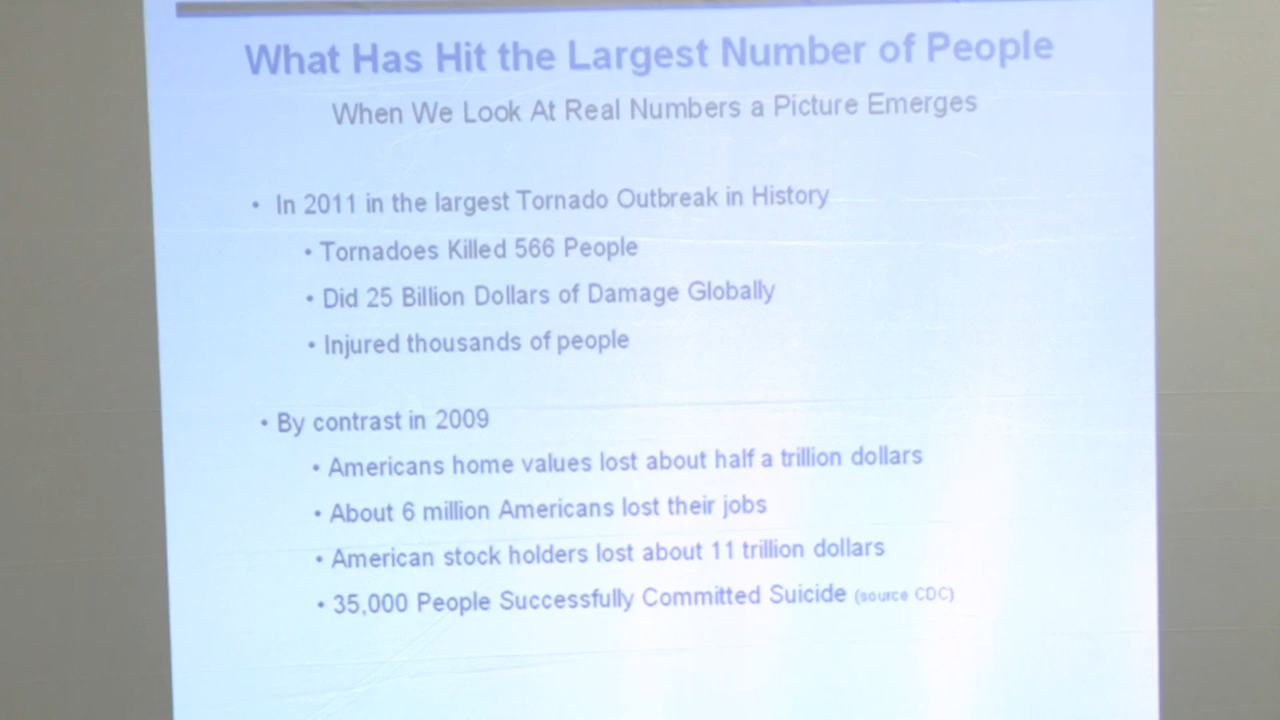 What Has Hit the Largest Number of People
When We Look At Real Numbers a Picture Emerges
• In 2011 in the largest Tornado Outbreak in History
• Tornadoes Killed 566 People
• Did 25 Billion Dollars of Damage Globally
• Injured thousands of people
• By contrast in 2009
• Americans home values lost about half a trillion dollars
• About 6 million Americans lost their jobs
• American stock holders lost about 11 trillion dollars
• 35,000 People Successfully Committed Suicide (source CDC)